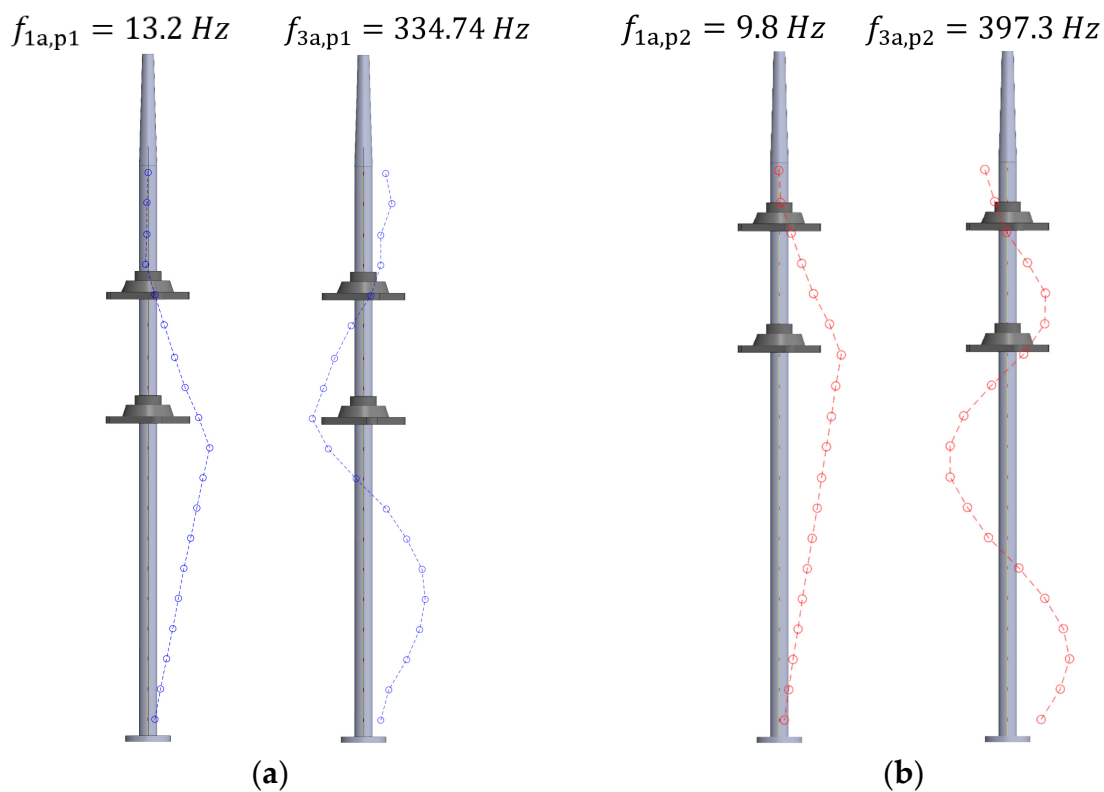 f1a,p1 = 13.2 Hz f3a,p1 = 334.74 Hz f1a,p2 = 9.8 Hz f3a,p2 = 397.3 Hz
(a) (b)